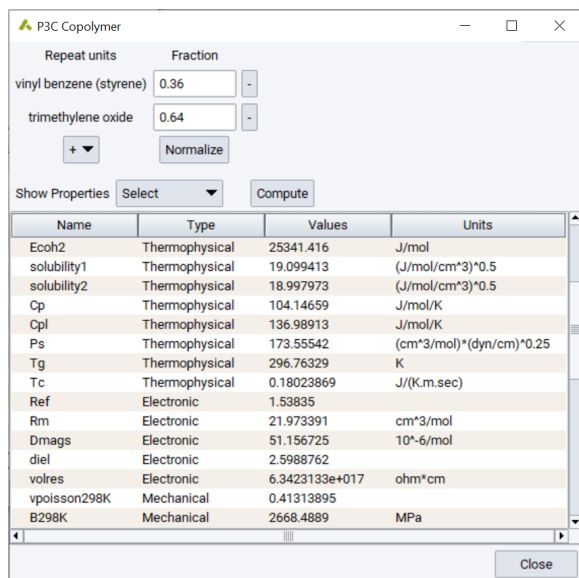 P3C Copolymer
Repeat units Fraction
vinyl benzene (styrene) 0.36 -
trimethylene oxide 0.64 -
+ Normalize
Show Properties Select Compute
Name Type Values Units
Ecoh2 Thermophysical 25341.416 J/mol
solubility1 Thermophysical 19.099413 (J/mol/cm^3)^0.5
solubility2 Thermophysical 18.997973 (J/mol/cm^3)^0.5
Cp Thermophysical 104.14659 J/mol/K
Cpl Thermophysical 136.98913 J/mol/K
Ps Thermophysical 173.55542 (cm^3/mol)*(dyn/cm)^0.25
Tg Thermophysical 296.76329 K
Tc Thermophysical 0.18023869 J/(K.m.sec)
Ref Electronic 1.53835
Rm Electronic 21.973391 cm^3/mol
Dmags Electronic 51.156725 10^-6/mol
diel Electronic 2.5988762
volres Electronic 6.3423133e+017 ohm*cm
vpoisson298K Mechanical 0.41313895
B298K Mechanical 2668.4889 MPa
Close